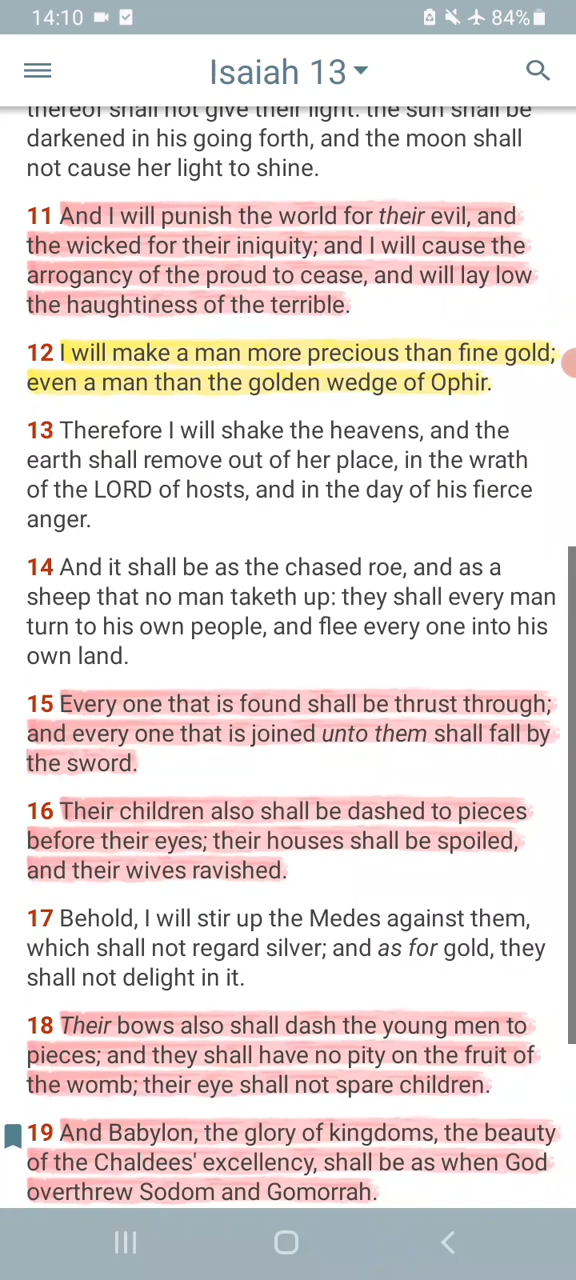 14:10 84%
Isaiah 13
thereof shall not give their light: the sun shall be
darkened in his going forth, and the moon shall
not cause her light to shine.
11 And I will punish the world for their evil, and
the wicked for their iniquity; and I will cause the
arrogancy of the proud to cease, and will lay low
the haughtiness of the terrible.
12 I will make a man more precious than fine gold;
even a man than the golden wedge of Ophir.
13 Therefore I will shake the heavens, and the
earth shall remove out of her place, in the wrath
of the LORD of hosts, and in the day of his fierce
anger.
14 And it shall be as the chased roe, and as a
sheep that no man taketh up: they shall every man
turn to his own people, and flee every one into his
own land.
15 Every one that is found shall be thrust through;
and every one that is joined unto them shall fall by
the sword.
16 Their children also shall be dashed to pieces
before their eyes; their houses shall be spoiled,
and their wives ravished.
17 Behold, I will stir up the Medes against them,
which shall not regard silver; and as for gold, they
shall not delight in it.
18 Their bows also shall dash the young men to
pieces; and they shall have no pity on the fruit of
the womb; their eye shall not spare children.
19 And Babylon, the glory of kingdoms, the beauty
of the Chaldees' excellency, shall be as when God
overthrew Sodom and Gomorrah.